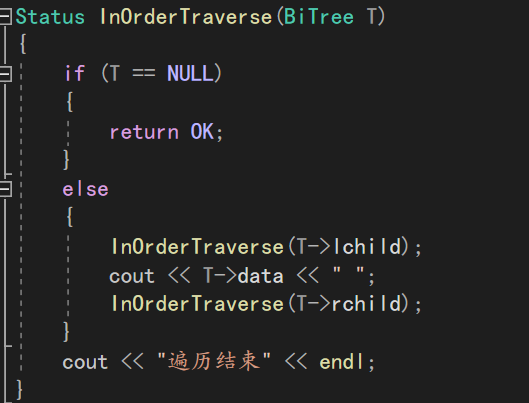 Status InOrderTraverse(BiTree T)
{
if (T == NULL)
{
return OK;
}
else
{
InOrderTraverse(T->lchild);
cout << T->data << " ";
InOrderTraverse(T->rchild);
}
cout << "遍历结束" << endl;
}